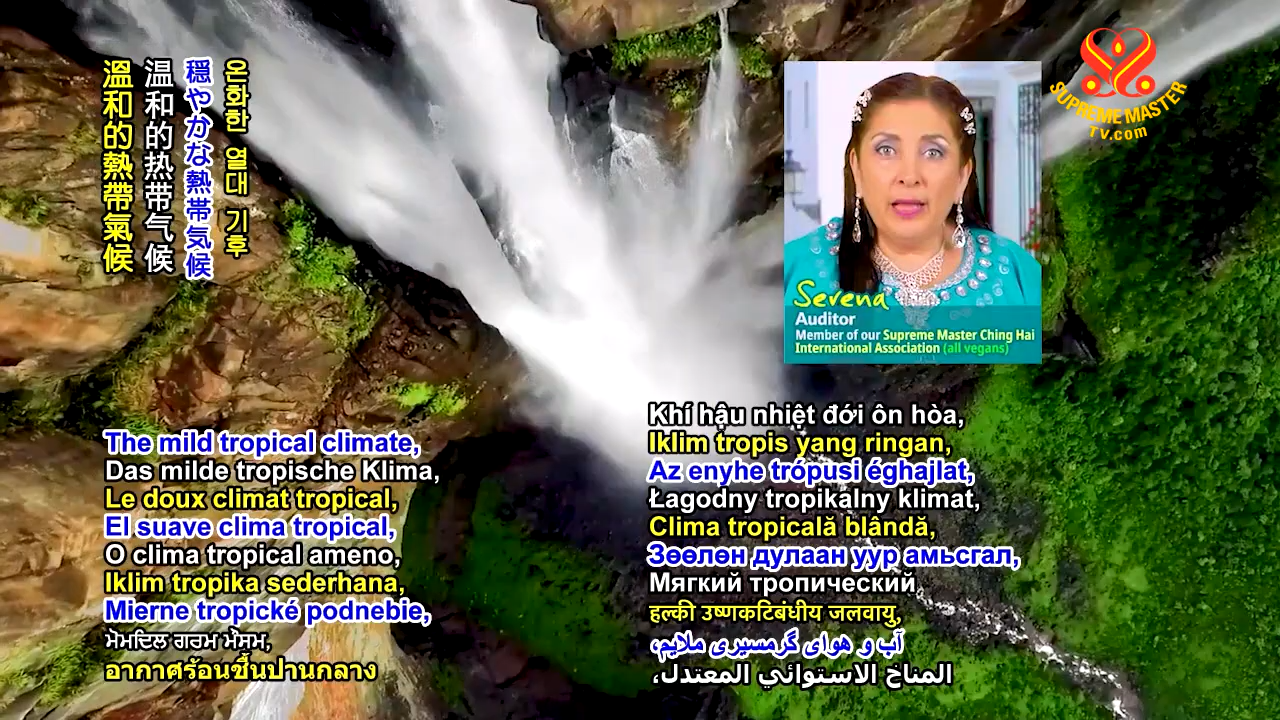 溫和的熱帶氣候
温和的热带气候
穏やかな熱帯気候
온화한 열대 기후
SUPREME MASTER
TV.com
Serena
Auditor
Member of our Supreme Master Ching Hai
International Association (all vegans)
The mild tropical climate,
Das milde tropische Klima,
Le doux climat tropical,
El suave clima tropical,
O clima tropical ameno,
Iklim tropika sederhana,
Mierne tropické podnebie,
ਮੋਮਦਿਲ ਗਰਮ ਮੌਸਮ,
อากาศร้อนชื้นปานกลาง
Khí hậu nhiệt đới ôn hòa,
Iklim tropis yang ringan,
Az enyhe trópusi éghajlat,
Łagodny tropikalny klimat,
Clima tropicală blândă,
Зөөлөн дулаан уур амьсгал,
Мягкий тропический
हल्की उष्णकटिबंधीय जलवायु,
آب و هوای گرمسیری ملایم،
المناخ الاستوائي المعتدل،